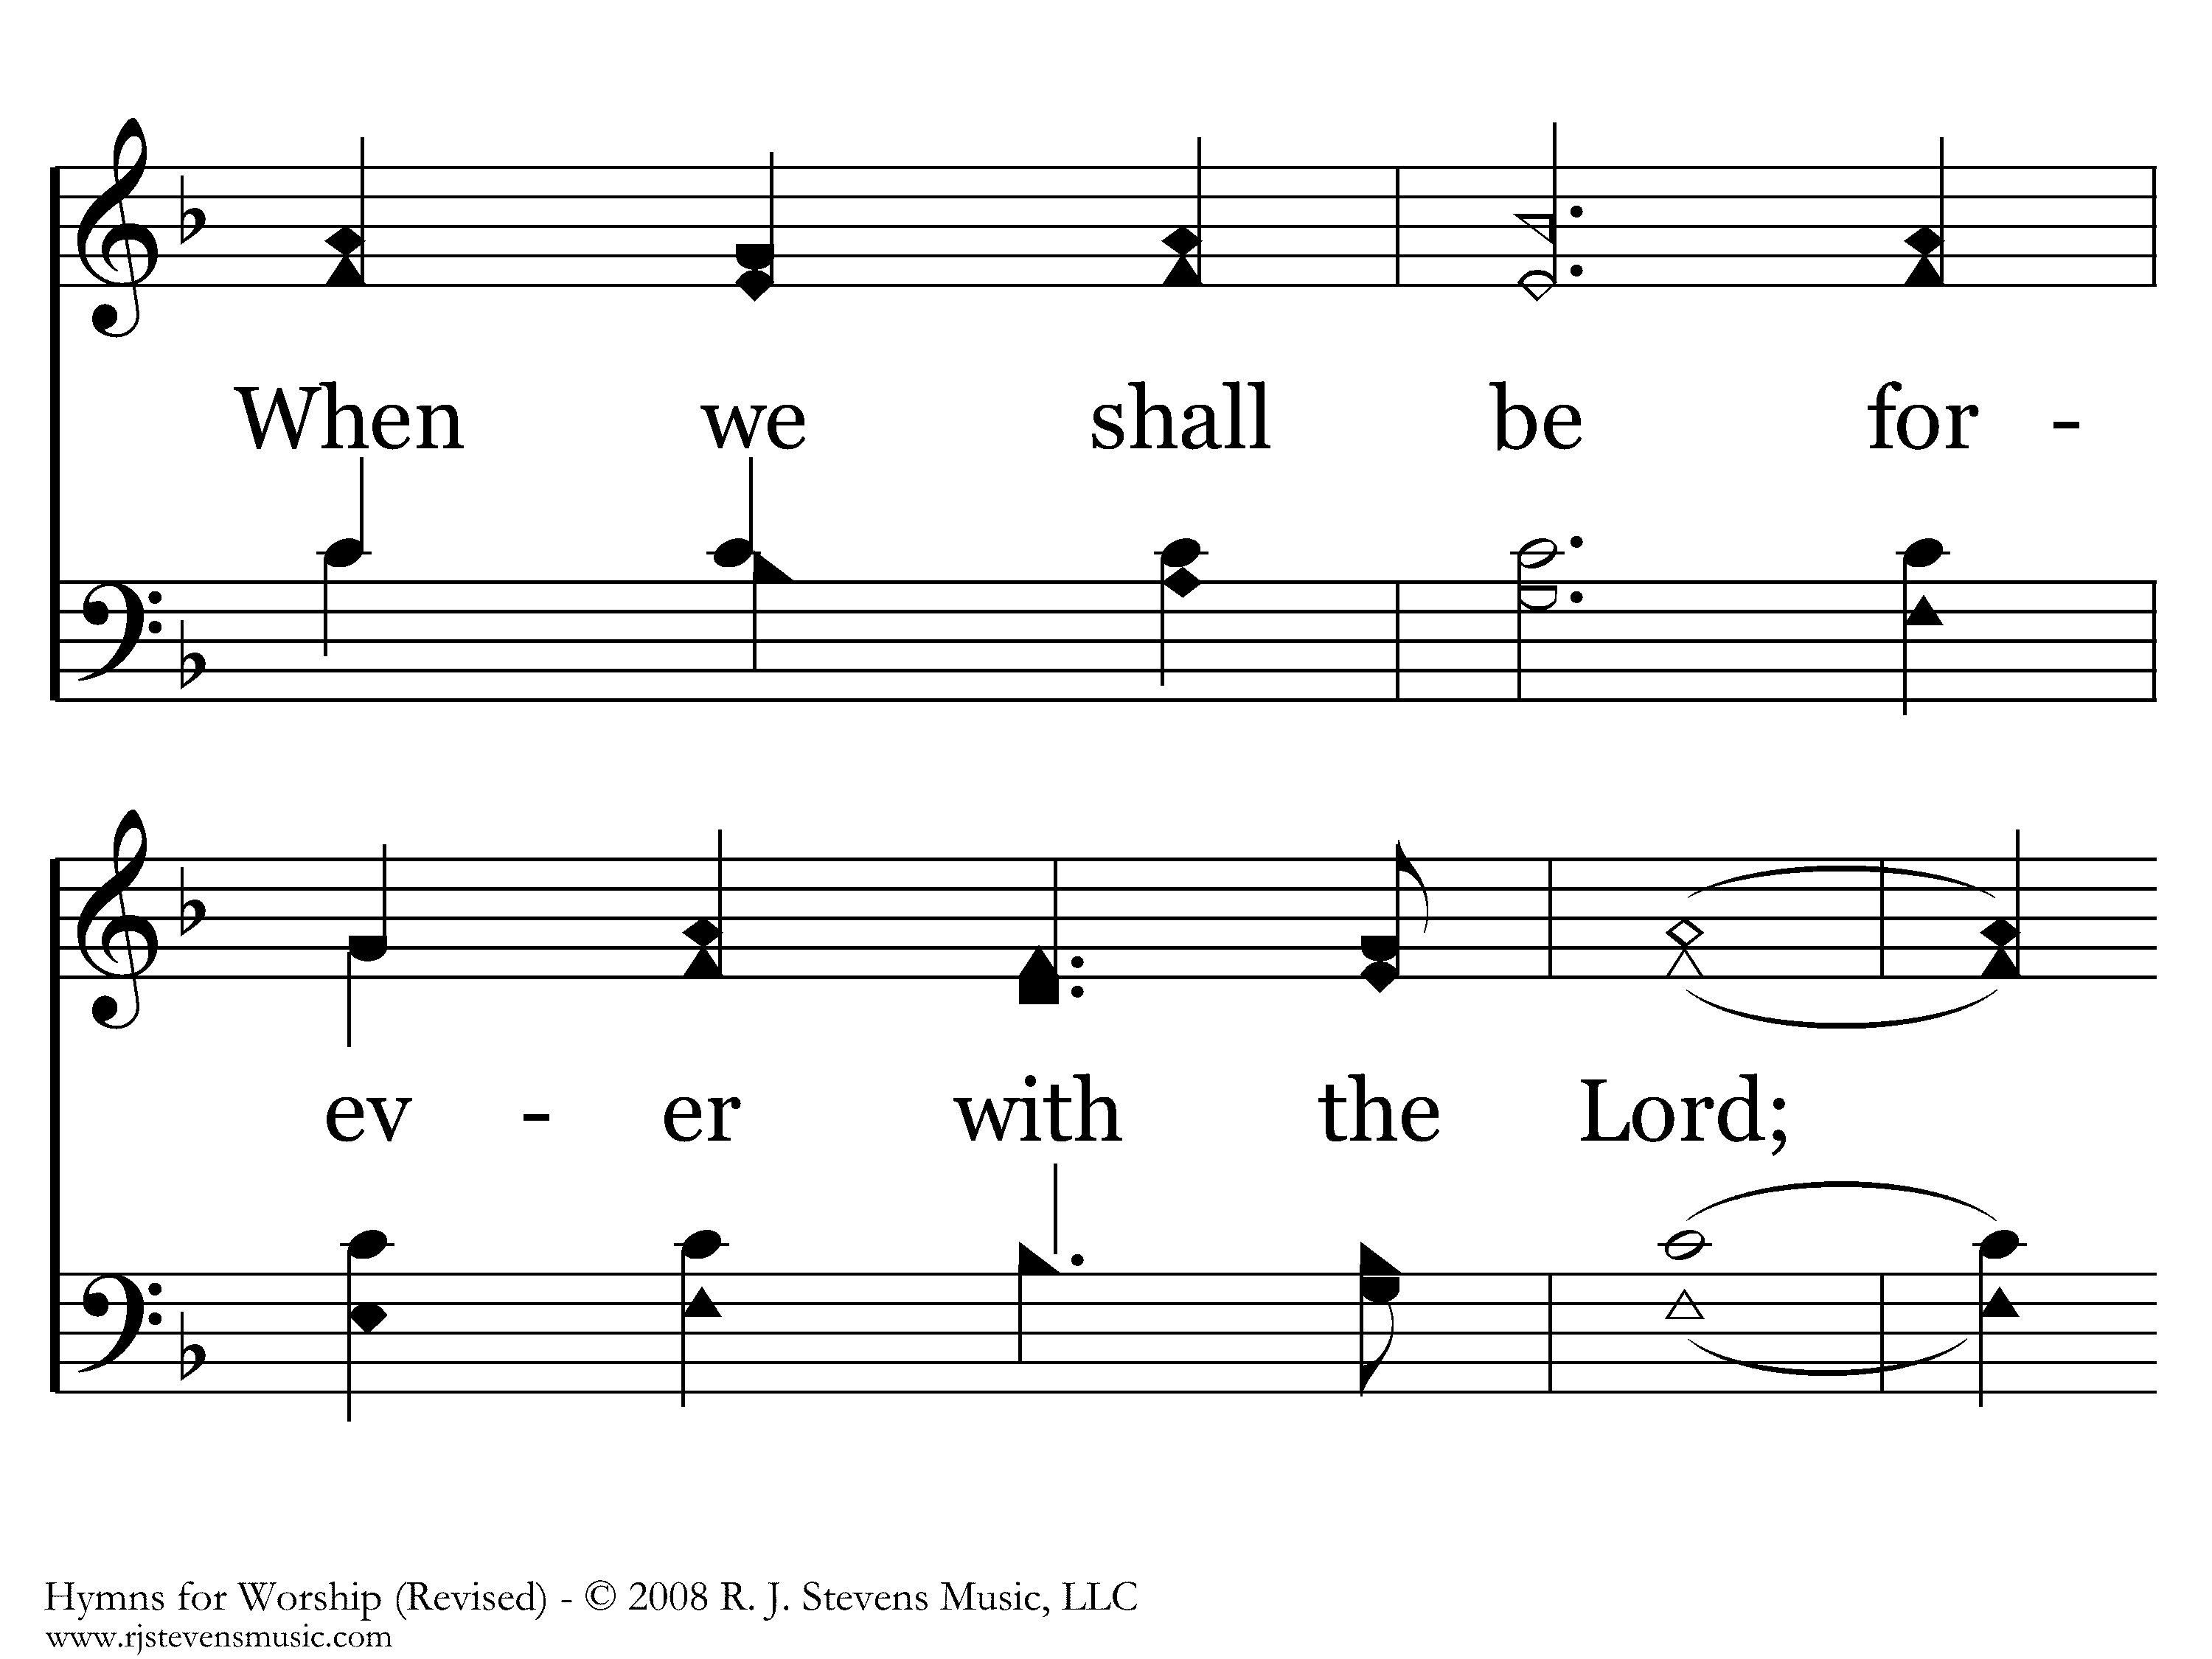 When we shall be for -
ev - er with the Lord;
Hymns for Worship (Revised) - © 2008 R. J. Stevens Music, LLC
www.rjstevensmusic.com